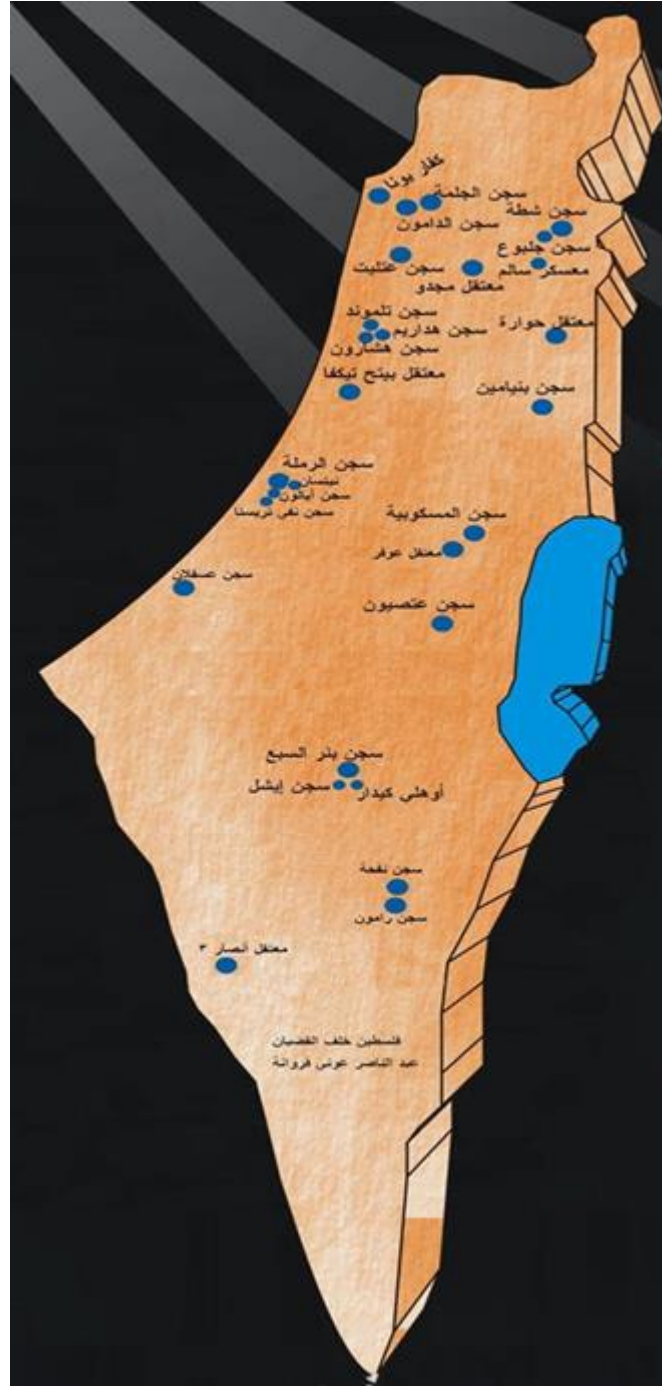 كفار يونا
سجن الجلمة
سجن الدامون
سجن شطة
سجن جلبوع
معسكر سالم
سجن عتليت
معتقل مجدو
سجن تلموند
سجن هداريم
سجن هشارون
معتقل حوارة
معتقل بيتح تيكفا
سجن بنيامين
سجن الرملة
نيتسان
سجن أيالون
سجن نفي تريستا
سجن المسكوبية
معتقل عوفر
سجن عسقلان
سجن عتصيون
سجن بئر السبع
أوهلي كيدار
سجن إيشل
سجن نفحة
سجن رامون
معتقل أنصار ٣
فلسطين خلف القضبان
عبد الناصر عوني فروانة